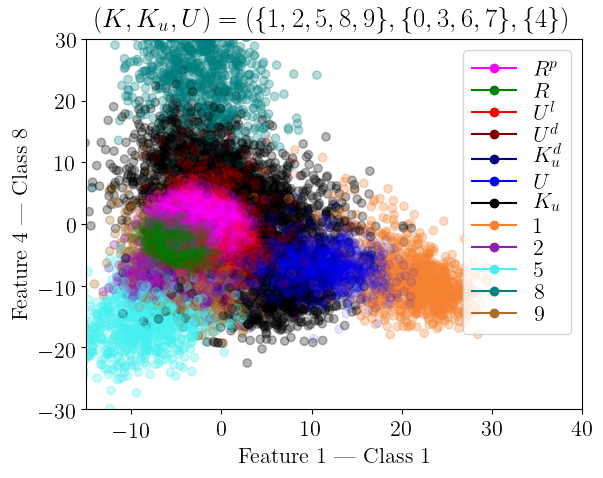 (K, K_u, U) = ({1, 2, 5, 8, 9}, {0, 3, 6, 7}, {4})
Feature 4 — Class 8
30
20
10
0
−10
−20
−30
−10
0
10
20
30
40
Feature 1 — Class 1
R^p
R
U^l
U^d
K_u^d
U
K_u
1
2
5
8
9